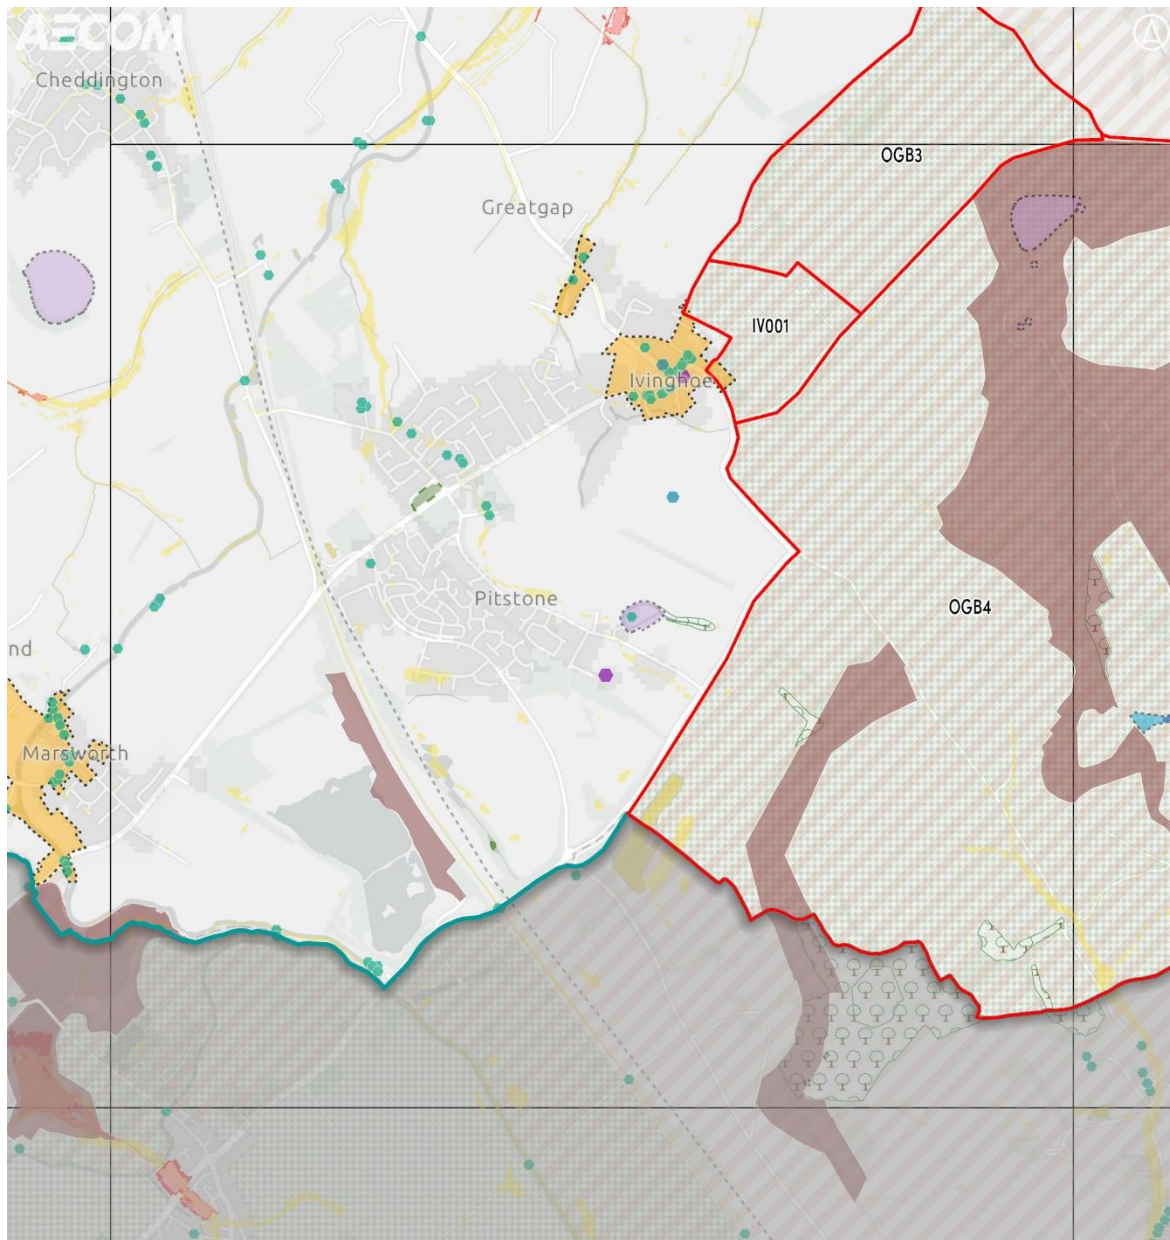 AECOM
Cheddington
OGB3
Greatgap
IV001
Ivinghoe
Pitstone
OGB4
nd
Marsworth